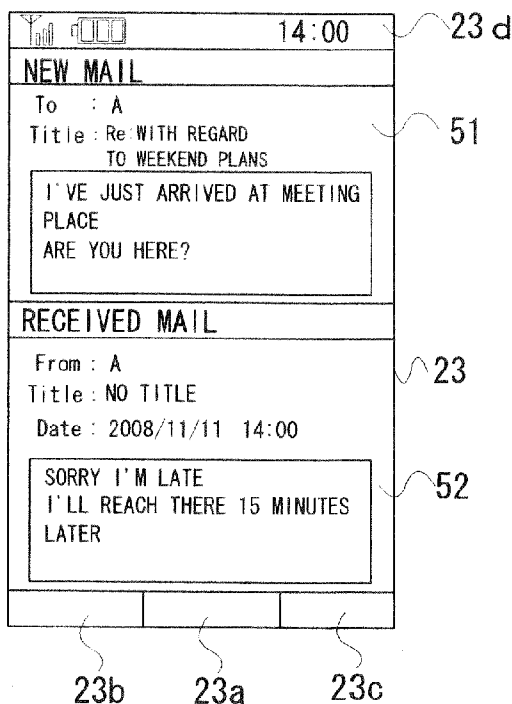 14:00
23d
NEW MAIL
To : A
51
Title : Re:WITH REGARD
TO WEEKEND PLANS
I'VE JUST ARRIVED AT MEETING
PLACE
ARE YOU HERE?
RECEIVED MAIL
From : A
23
Title : NO TITLE
Date : 2008/11/11 14:00
SORRY I'M LATE
52
I'LL REACH THERE 15 MINUTES
LATER
23b
23a
23c